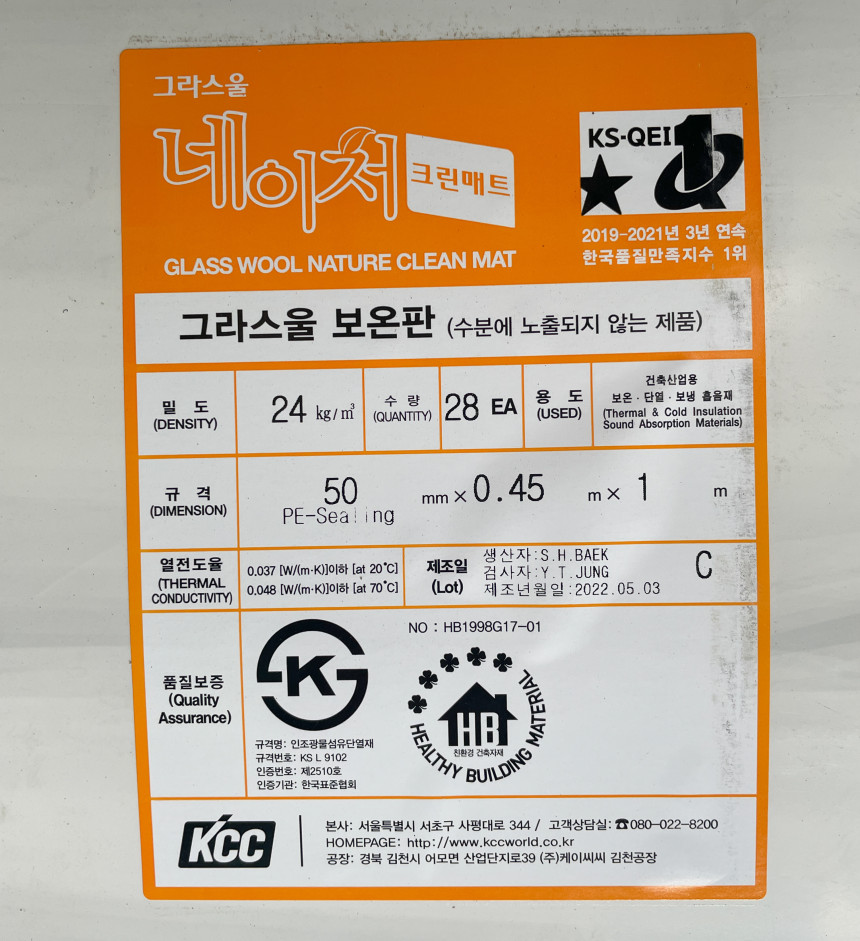 그라스울
네이처 크린매트
KS-QEI 1
2019-2021년 3년 연속
한국품질만족지수 1위
GLASS WOOL NATURE CLEAN MAT
그라스울 보온판 (수분에 노출되지 않는 제품)
밀 도
(DENSITY)
24 kg/㎥
수 량
(QUANTITY)
28 EA
용 도
(USED)
건축산업용
보온·단열·보냉 흡음재
(Thermal & Cold Insulation
Sound Absorption Materials)
규 격
(DIMENSION)
50 mm × 0.45 m × 1 m
PE-Sealing
열전도율
(THERMAL
CONDUCTIVITY)
0.037 [W/(m·K)]이하 [at 20℃]
0.048 [W/(m·K)]이하 [at 70℃]
제조일
(Lot)
생산자:S.H.BAEK
검사자:Y.T.JUNG
제조년월일:2022.05.03
C
품질보증
(Quality
Assurance)
K
규격명: 인조광물섬유단열재
규격번호: KS L 9102
인증번호: 제2510호
인증기관: 한국표준협회
NO : HB1998G17-01
HB
친환경 건축자재
HEALTHY BUILDING MATERIAL
KCC
본사: 서울특별시 서초구 사평대로 344 / 고객상담실: ☎080-022-8200
HOMEPAGE: http://www.kccworld.co.kr
공장: 경북 김천시 어모면 산업단지로39 (주)케이씨씨 김천공장